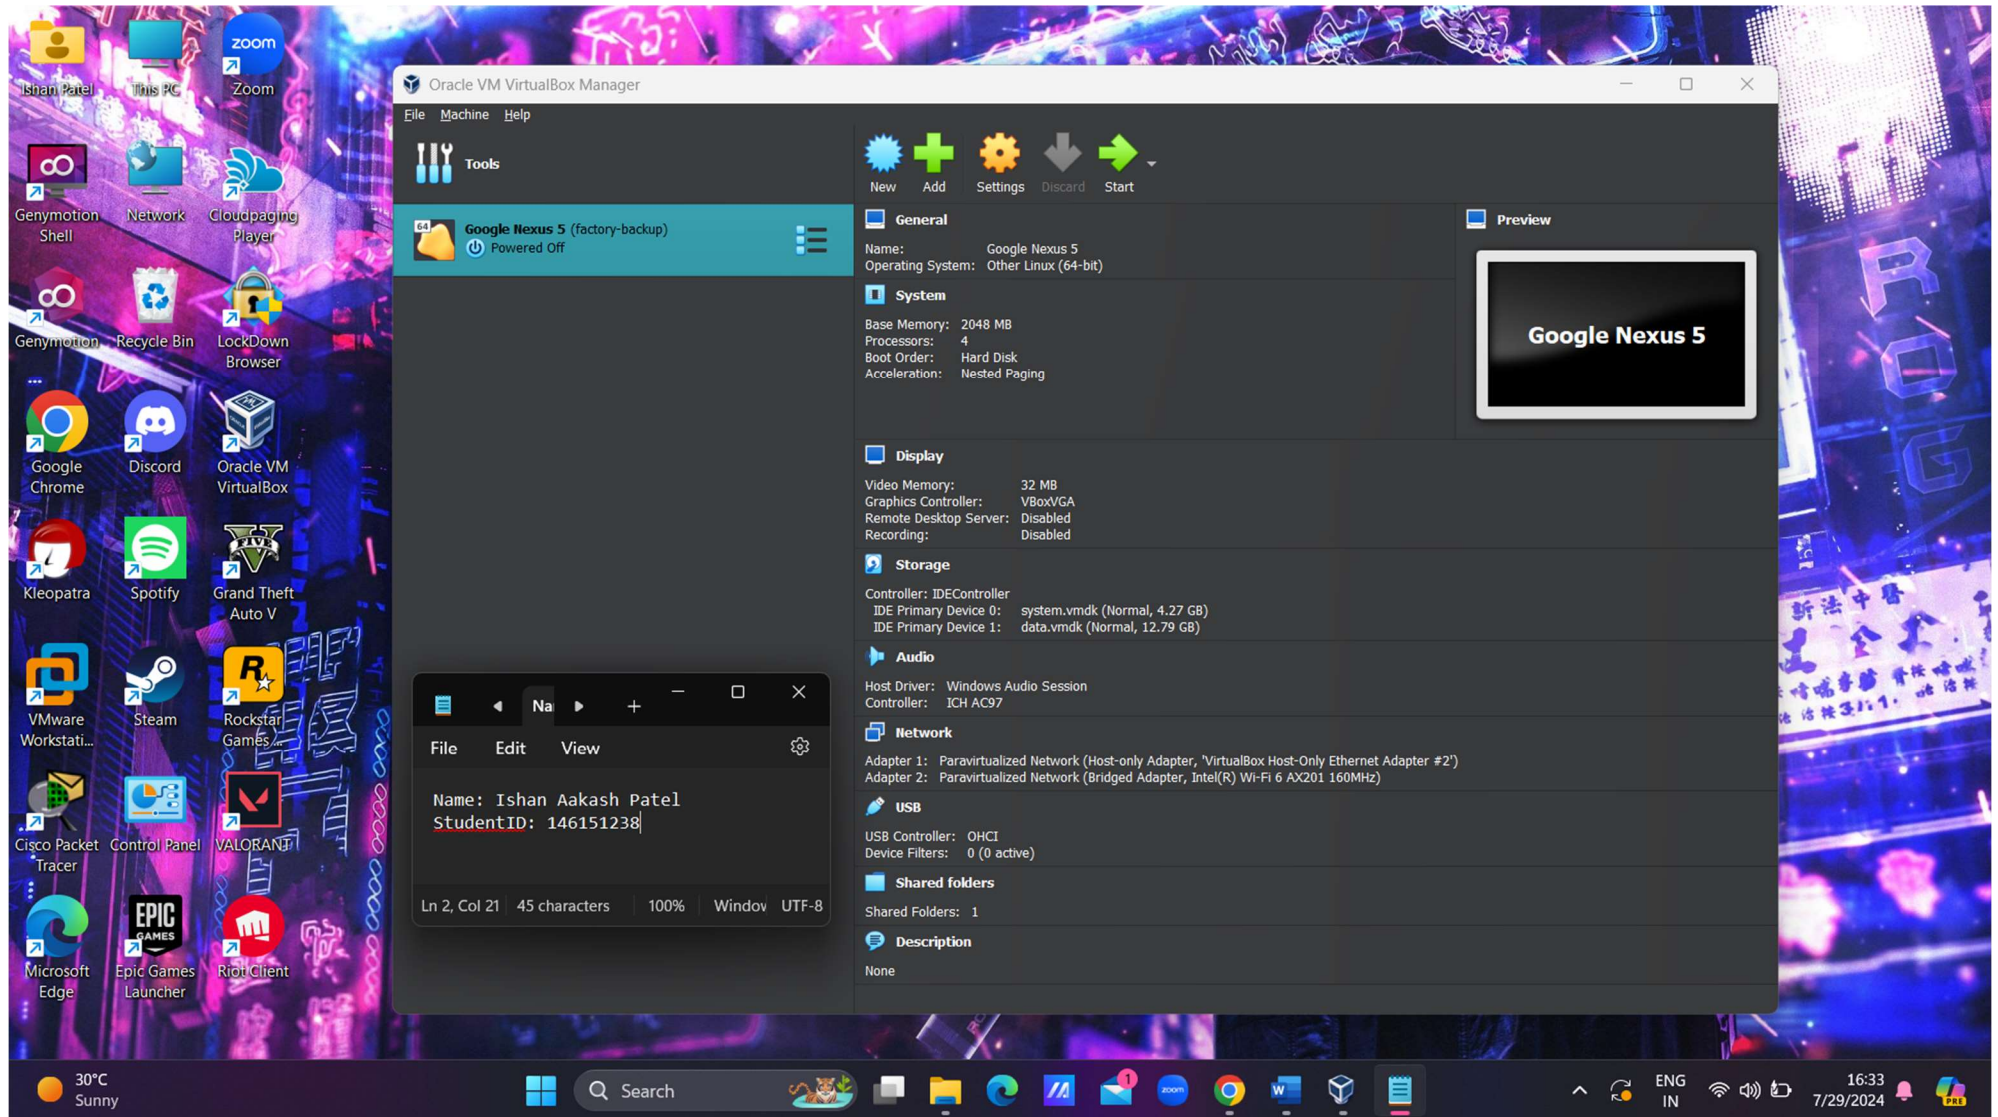 Ishan Patel
This PC
zoom
Zoom
Genymotion Shell
Network
Cloudpaging Player
Genymotion
Recycle Bin
LockDown Browser
Google Chrome
Discord
Oracle VM VirtualBox
Kleopatra
Spotify
FIVE
Grand Theft Auto V
VMware Workstati...
Steam
R
Rockstar Games...
Cisco Packet Tracer
Control Panel
VALORANT
Microsoft Edge
EPIC GAMES
Epic Games Launcher
Riot Client
Oracle VM VirtualBox Manager
File Machine Help
Tools
New Add Settings Discard Start
64
Google Nexus 5 (factory-backup)
Powered Off
General
Name: Google Nexus 5
Operating System: Other Linux (64-bit)
Preview
Google Nexus 5
System
Base Memory: 2048 MB
Processors: 4
Boot Order: Hard Disk
Acceleration: Nested Paging
Display
Video Memory: 32 MB
Graphics Controller: VBoxVGA
Remote Desktop Server: Disabled
Recording: Disabled
Storage
Controller: IDEController
IDE Primary Device 0: system.vmdk (Normal, 4.27 GB)
IDE Primary Device 1: data.vmdk (Normal, 12.79 GB)
Audio
Host Driver: Windows Audio Session
Controller: ICH AC97
Network
Adapter 1: Paravirtualized Network (Host-only Adapter, 'VirtualBox Host-Only Ethernet Adapter #2')
Adapter 2: Paravirtualized Network (Bridged Adapter, Intel(R) Wi-Fi 6 AX201 160MHz)
USB
USB Controller: OHCI
Device Filters: 0 (0 active)
Shared folders
Shared Folders: 1
Description
None
Na
File Edit View
Name: Ishan Aakash Patel
StudentID: 146151238
Ln 2, Col 21 45 characters 100% Window UTF-8
ROG
30°C
Sunny
Search
1
zoom
ENG
IN
16:33
7/29/2024
PRE